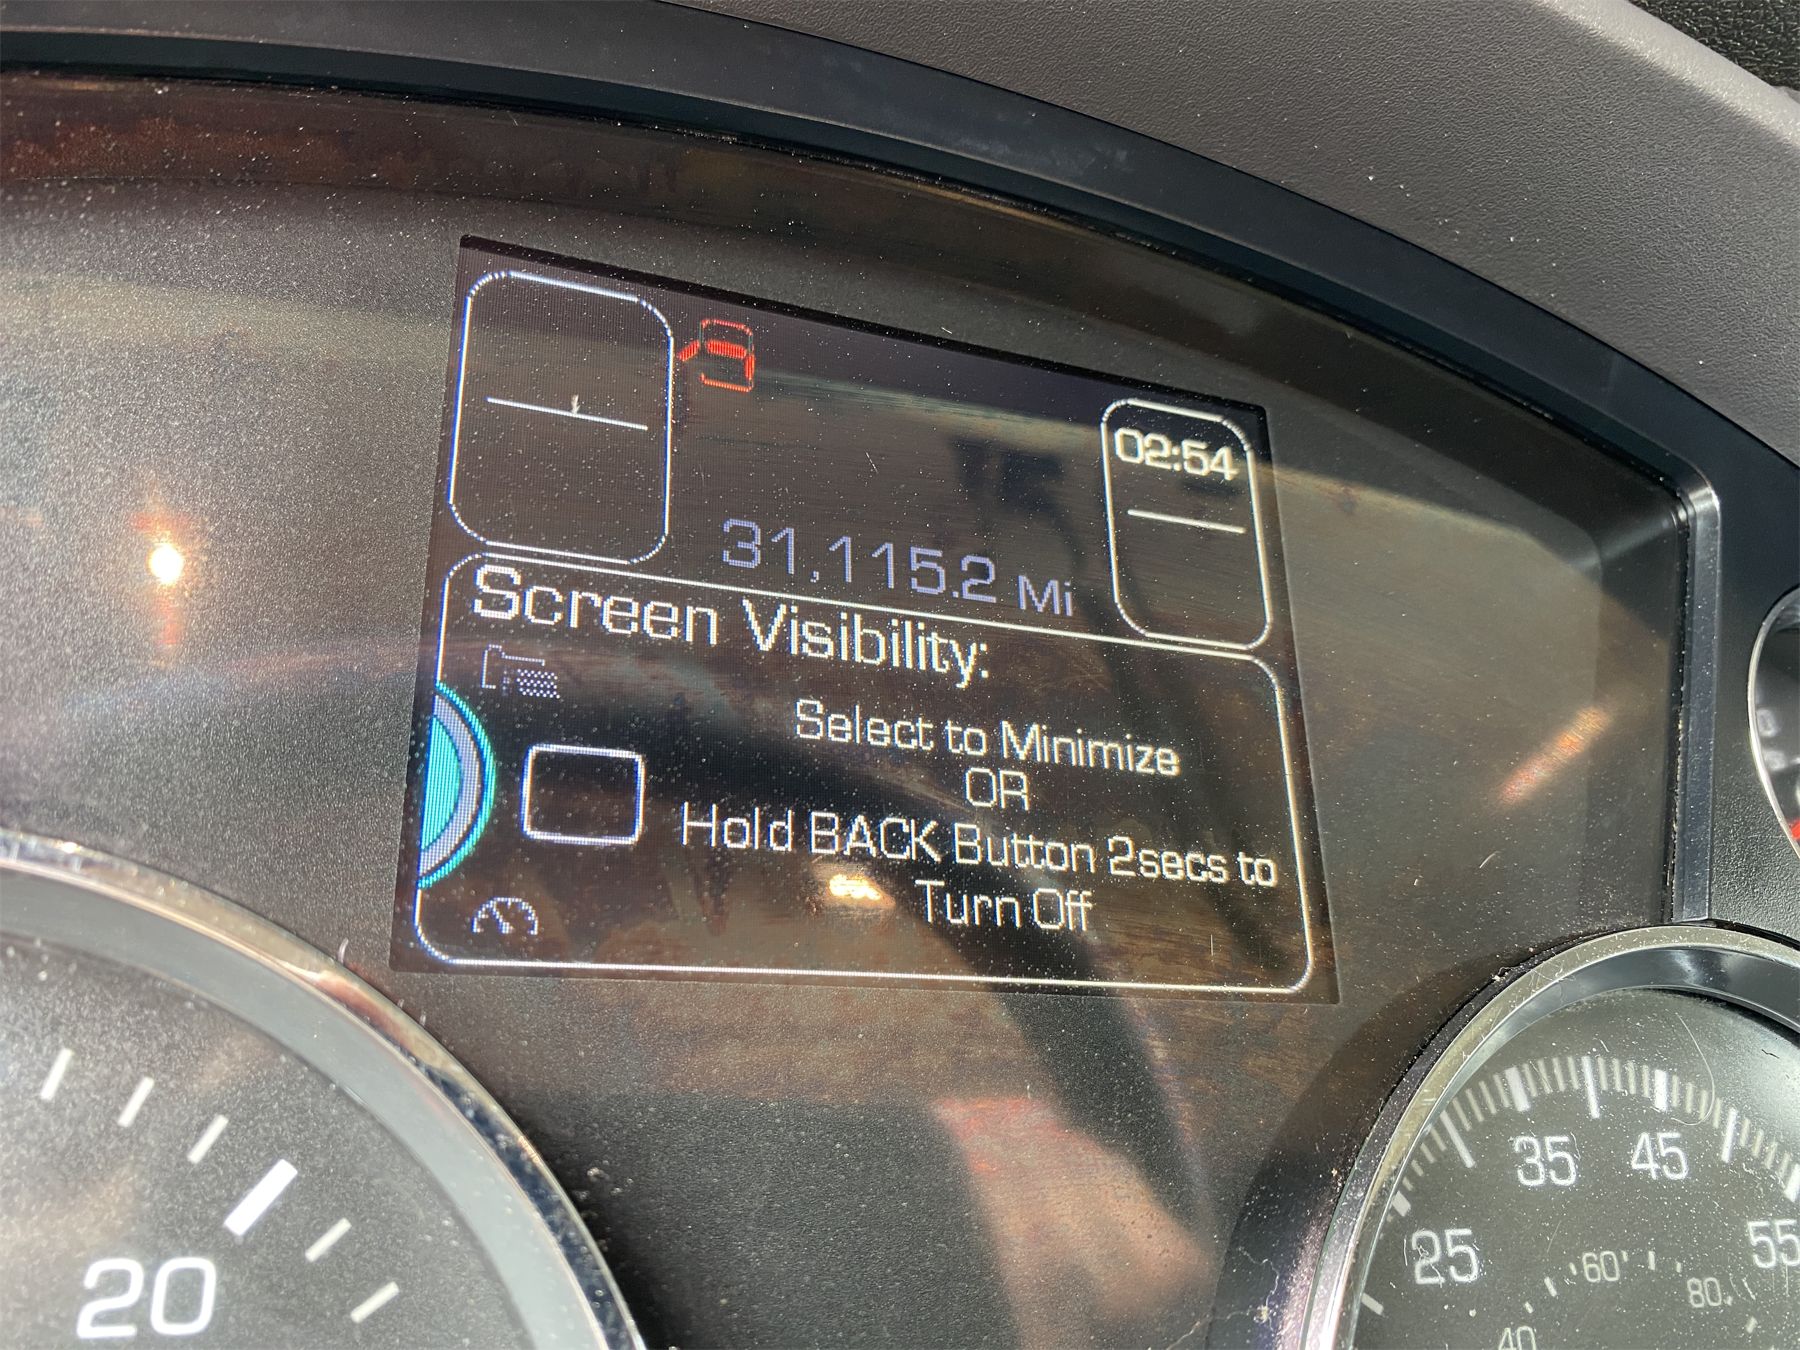 02:54
31,115.2 Mi
Screen Visibility:
Select to Minimize
OR
Hold BACK Button 2secs to
Turn Off
20
25
35
45
55
40
60
80